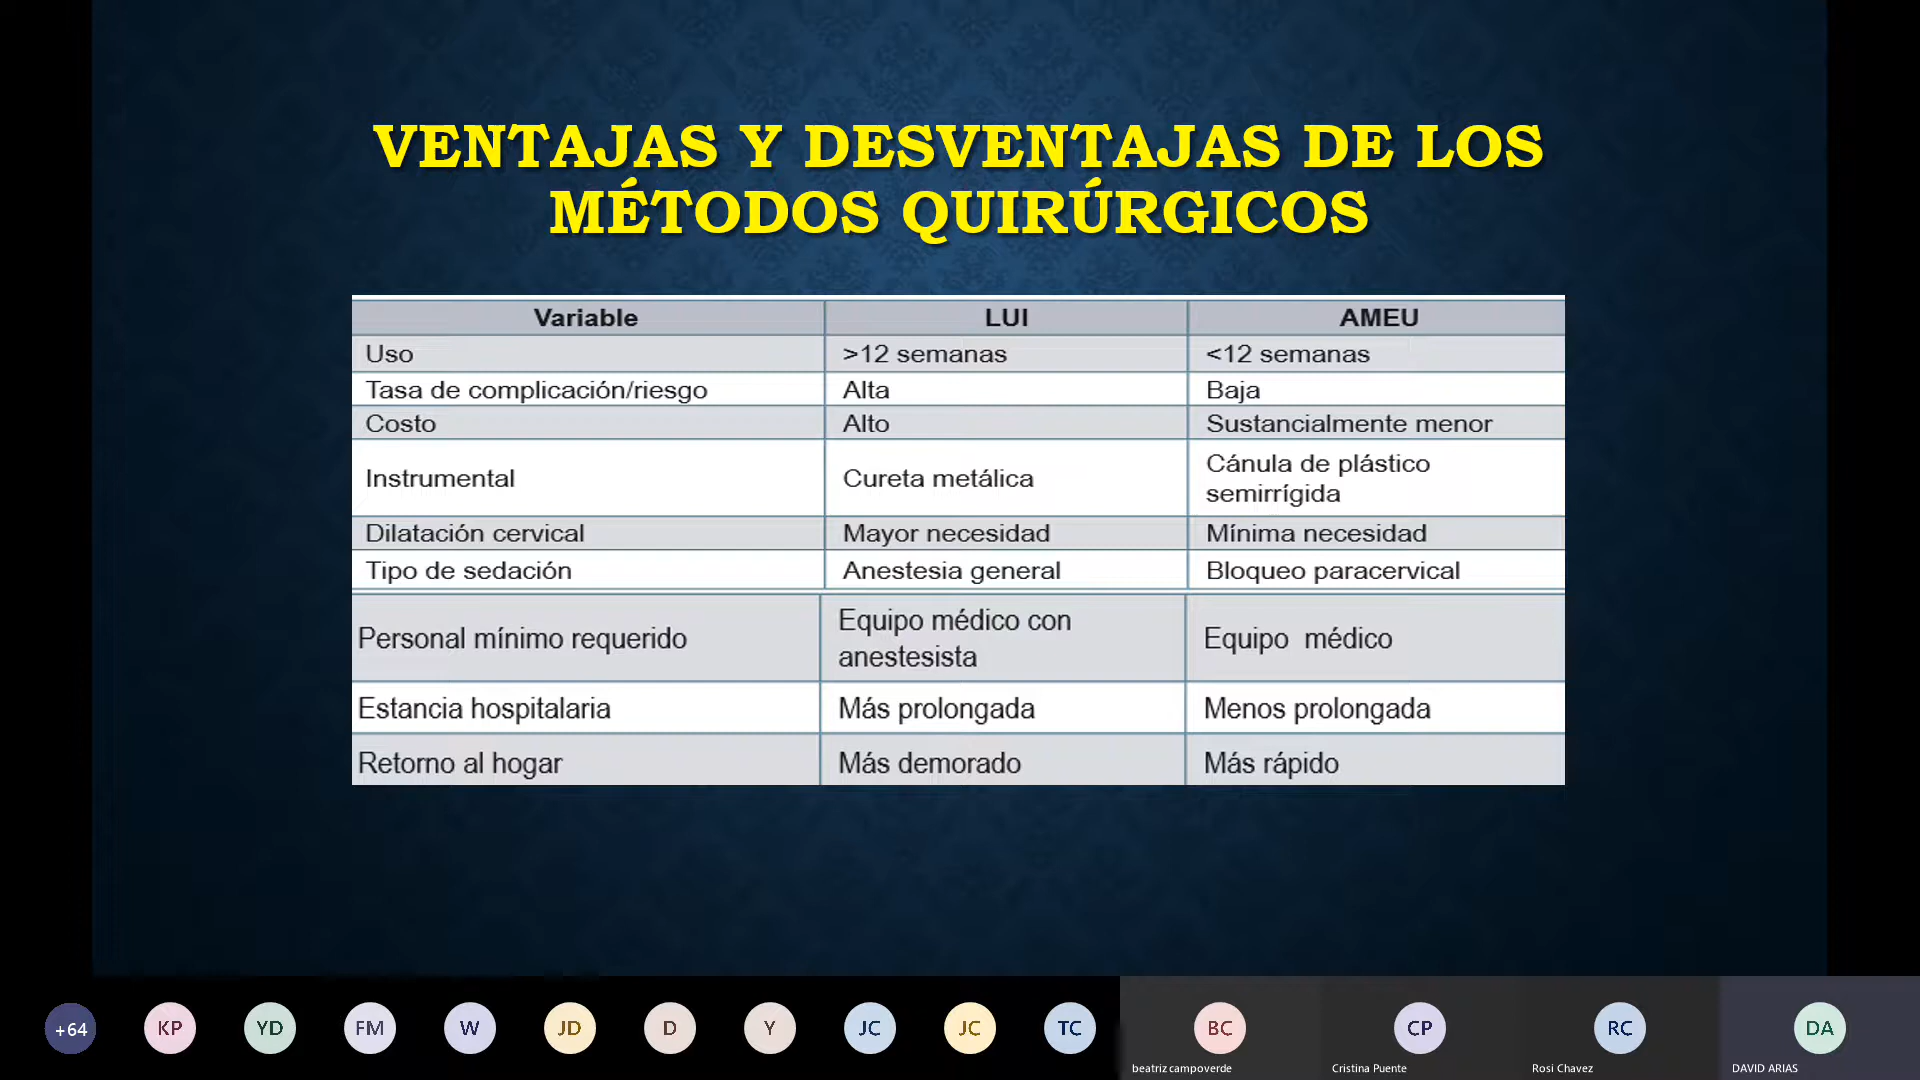 VENTAJAS Y DESVENTAJAS DE LOS
MÉTODOS QUIRÚRGICOS
Variable LUI AMEU
Uso >12 semanas <12 semanas
Tasa de complicación/riesgo Alta Baja
Costo Alto Sustancialmente menor
Instrumental Cureta metálica Cánula de plástico
semirrígida
Dilatación cervical Mayor necesidad Mínima necesidad
Tipo de sedación Anestesia general Bloqueo paracervical
Personal mínimo requerido Equipo médico con
anestesista Equipo médico
Estancia hospitalaria Más prolongada Menos prolongada
Retorno al hogar Más demorado Más rápido
+64 KP YD FM W JD D Y JC JC TC BC CP RC DA
beatriz campoverde Cristina Puente Rosi Chavez DAVID ARIAS